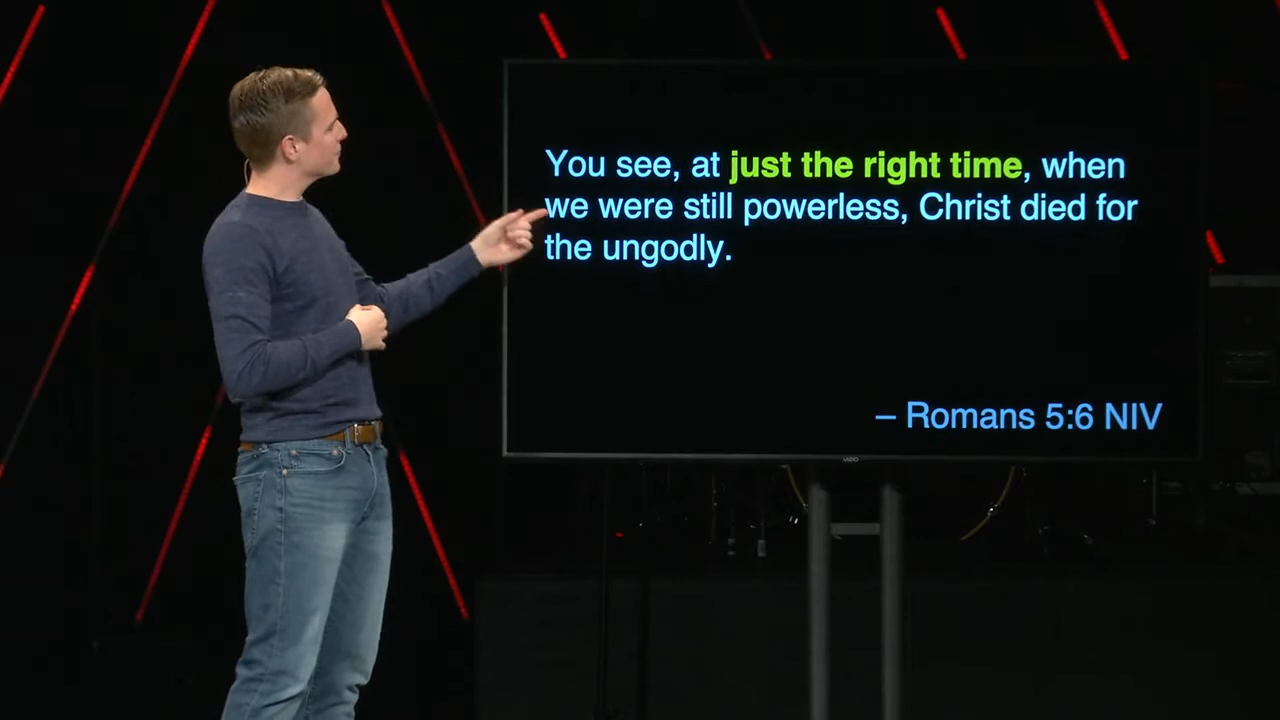 You see, at just the right time, when
we were still powerless, Christ died for
the ungodly.
– Romans 5:6 NIV
VIZIO